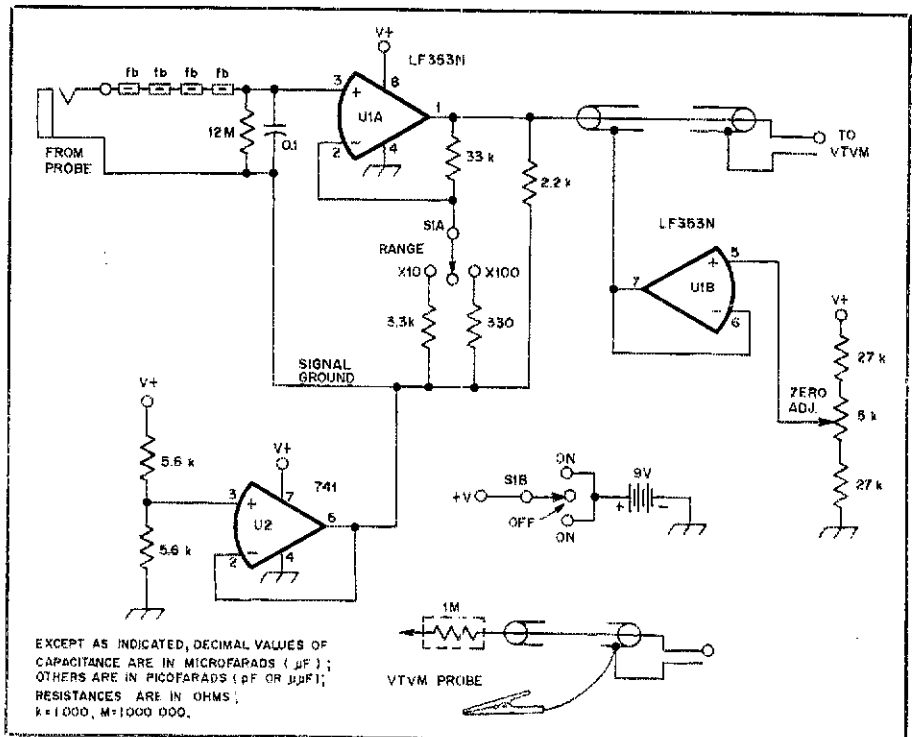 V+
LF353N
fb fb fb fb
3
8
+
U1A
1
12M
0.1
2
−
4
FROM
PROBE
33 k
2.2 k
TO
VTVM
S1A
RANGE
X10
X100
3.3k
330
LF353N
5
+
7
U1B
−
6
V+
27 k
ZERO
ADJ.
5 k
27 k
SIGNAL
GROUND
V+
5.6 k
V+
741
3
+
7
U2
6
5.6 k
2
−
4
ON
S1B
9V
+V
+
−
OFF
ON
1M
VTVM PROBE
EXCEPT AS INDICATED, DECIMAL VALUES OF
CAPACITANCE ARE IN MICROFARADS (µF);
OTHERS ARE IN PICOFARADS (pF OR µµF);
RESISTANCES ARE IN OHMS;
k=1000, M=1000 000.